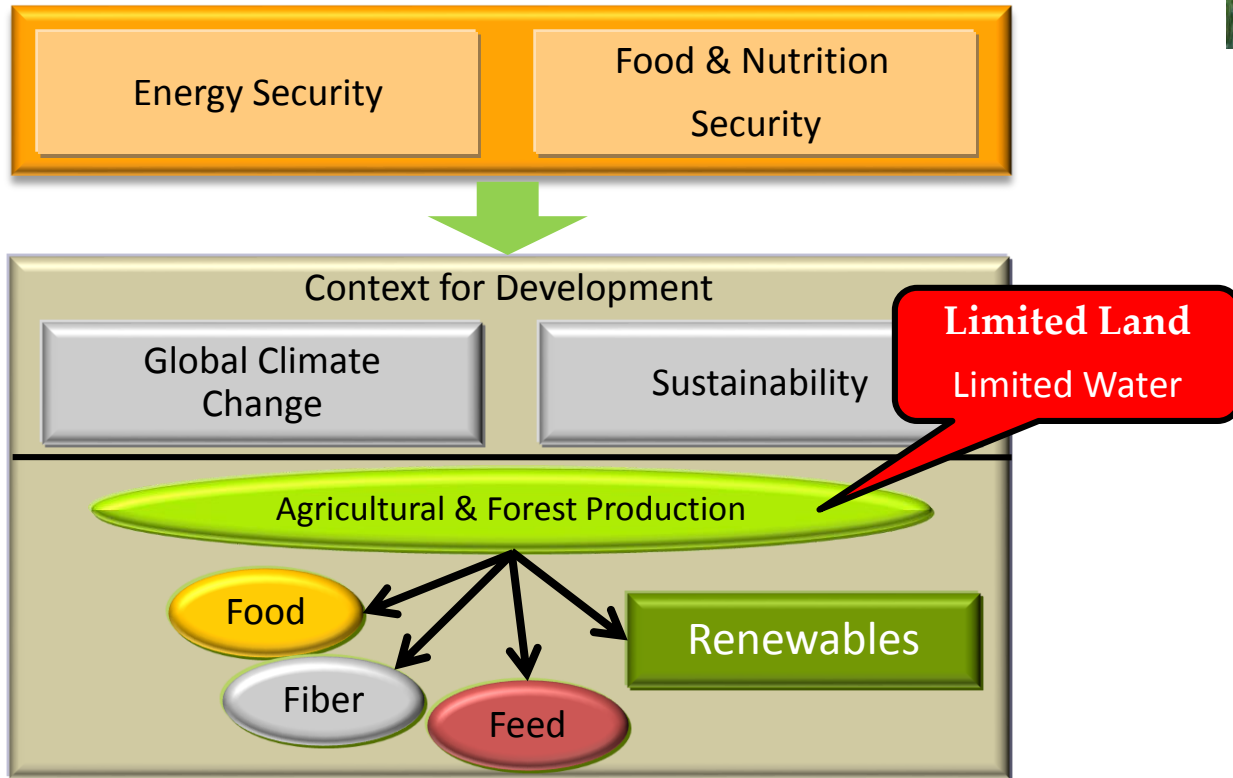 Energy Security
Food & Nutrition
Security
Context for Development
Global Climate
Change
Sustainability
Limited Land
Limited Water
Agricultural & Forest Production
Food
Renewables
Fiber
Feed